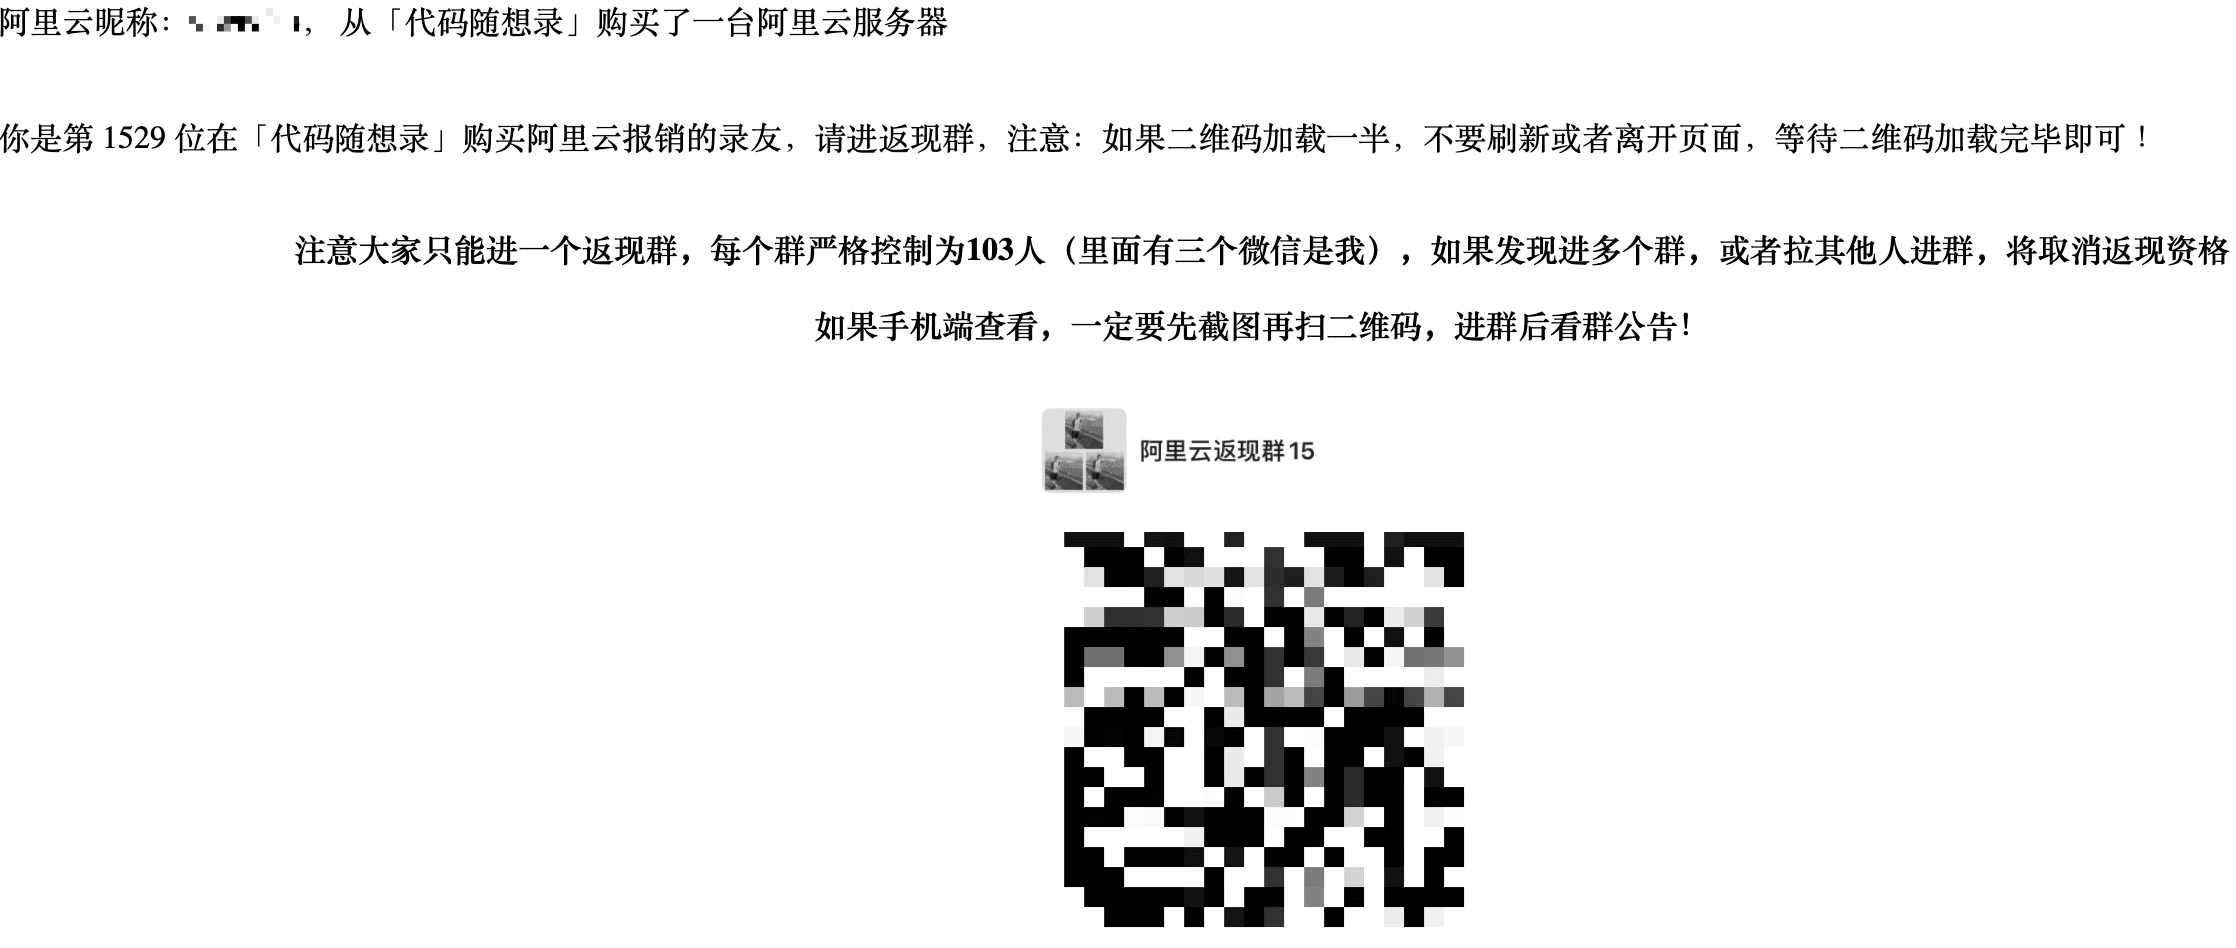 阿里云昵称： ， 从「代码随想录」购买了一台阿里云服务器
你是第 1529 位在「代码随想录」购买阿里云报销的录友，请进返现群，注意：如果二维码加载一半，不要刷新或者离开页面，等待二维码加载完毕即可！
注意大家只能进一个返现群，每个群严格控制为103人（里面有三个微信是我），如果发现进多个群，或者拉其他人进群，将取消返现资格
如果手机端查看，一定要先截图再扫二维码，进群后看群公告！
阿里云返现群15